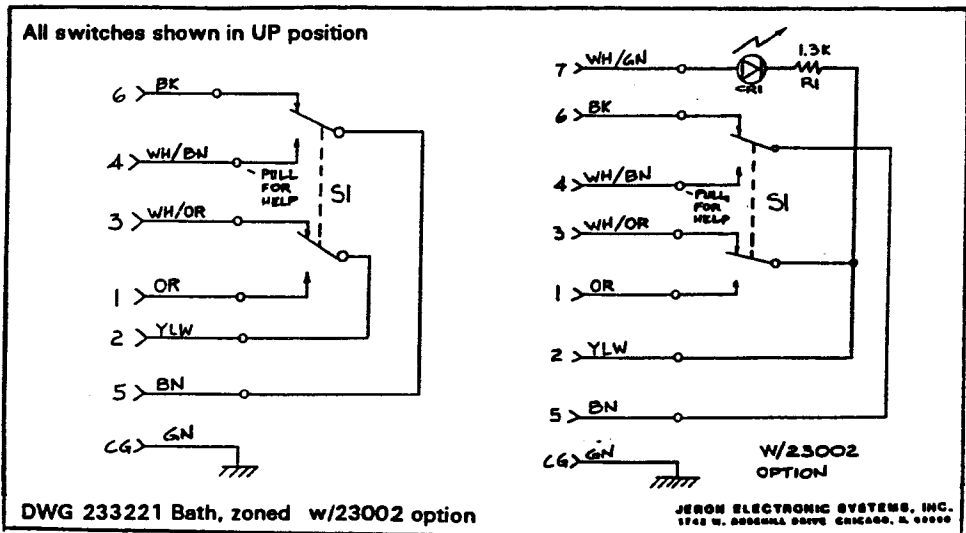 All switches shown in UP position
6 BK
4 WH/BN
PULL
FOR
HELP
S1
3 WH/OR
1 OR
2 YLW
5 BN
CG GN
7 WH/GN
CR1
1.3K
R1
6 BK
4 WH/BN
PULL
FOR
HELP
S1
3 WH/OR
1 OR
2 YLW
5 BN
CG GN
W/23002
OPTION
DWG 233221 Bath, zoned w/23002 option
JERON ELECTRONIC SYSTEMS, INC.
DRIVE CHICAGO,